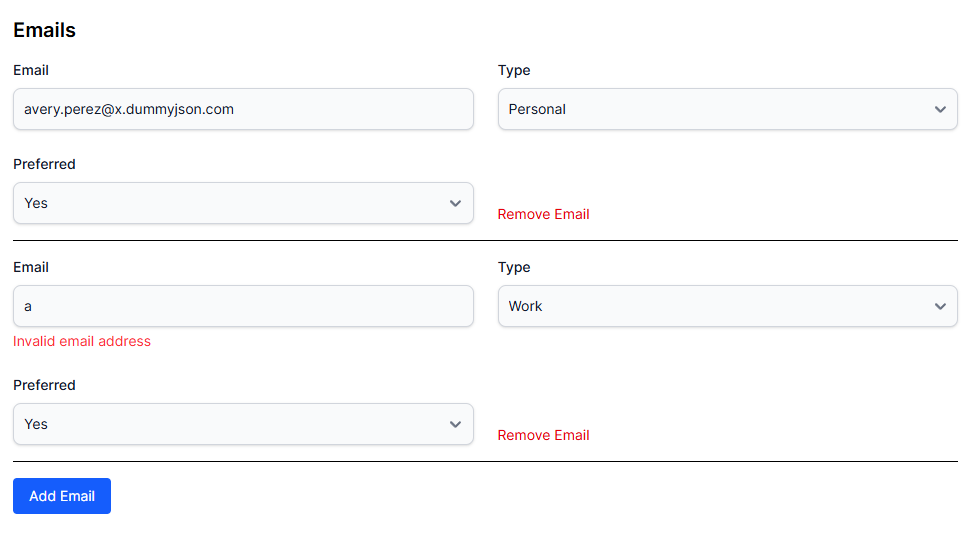 Emails
Email Type
avery.perez@x.dummyjson.com Personal
Preferred
Yes Remove Email
Email Type
a Work
Invalid email address
Preferred
Yes Remove Email
Add Email